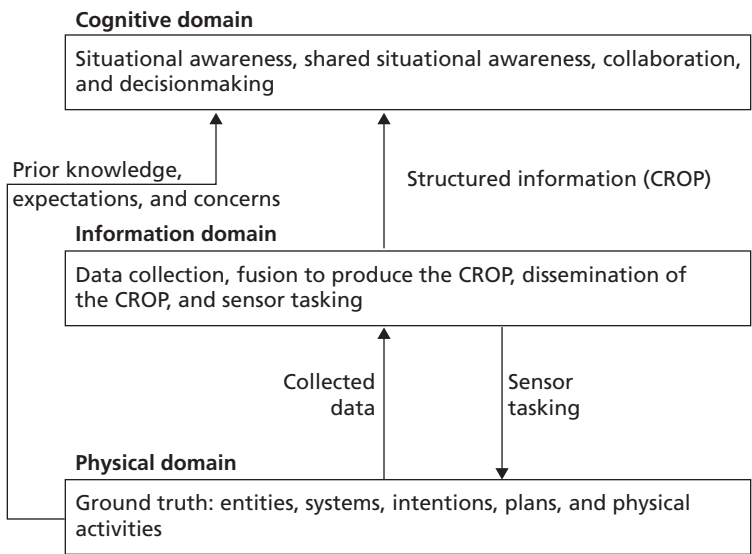 Cognitive domain
Situational awareness, shared situational awareness, collaboration,
and decisionmaking
Prior knowledge,
expectations, and concerns
Structured information (CROP)
Information domain
Data collection, fusion to produce the CROP, dissemination of
the CROP, and sensor tasking
Collected
data
Sensor
tasking
Physical domain
Ground truth: entities, systems, intentions, plans, and physical
activities